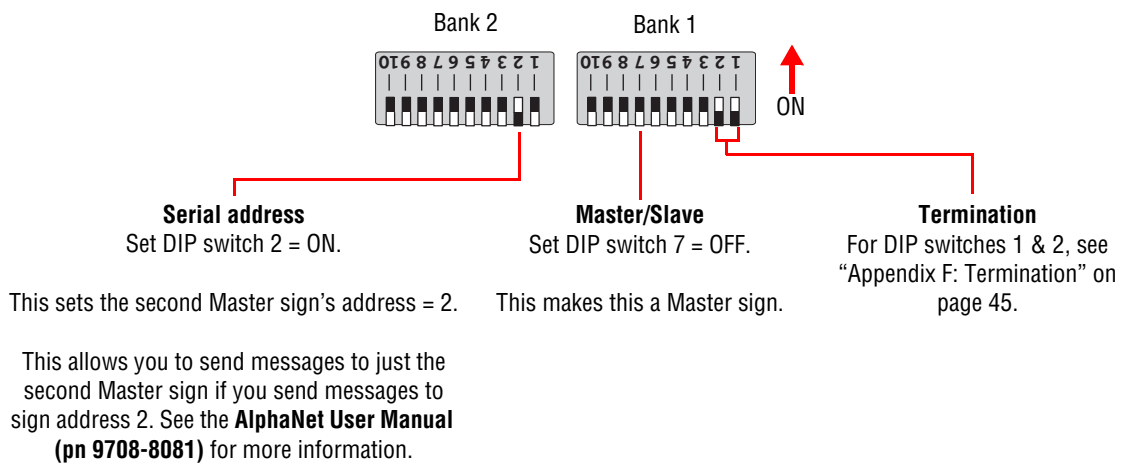 Bank 2
Bank 1
10 9 8 7 6 5 4 3 2 1
10 9 8 7 6 5 4 3 2 1
ON
Serial address
Set DIP switch 2 = ON.
This sets the second Master sign’s address = 2.
This allows you to send messages to just the
second Master sign if you send messages to
sign address 2. See the AlphaNet User Manual
(pn 9708-8081) for more information.
Master/Slave
Set DIP switch 7 = OFF.
This makes this a Master sign.
Termination
For DIP switches 1 & 2, see
“Appendix F: Termination” on
page 45.